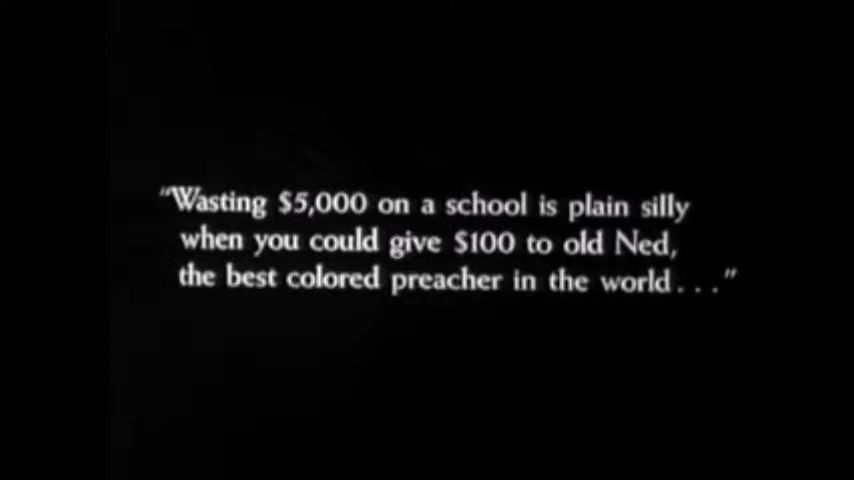 "Wasting $5,000 on a school is plain silly
when you could give $100 to old Ned,
the best colored preacher in the world . . ."